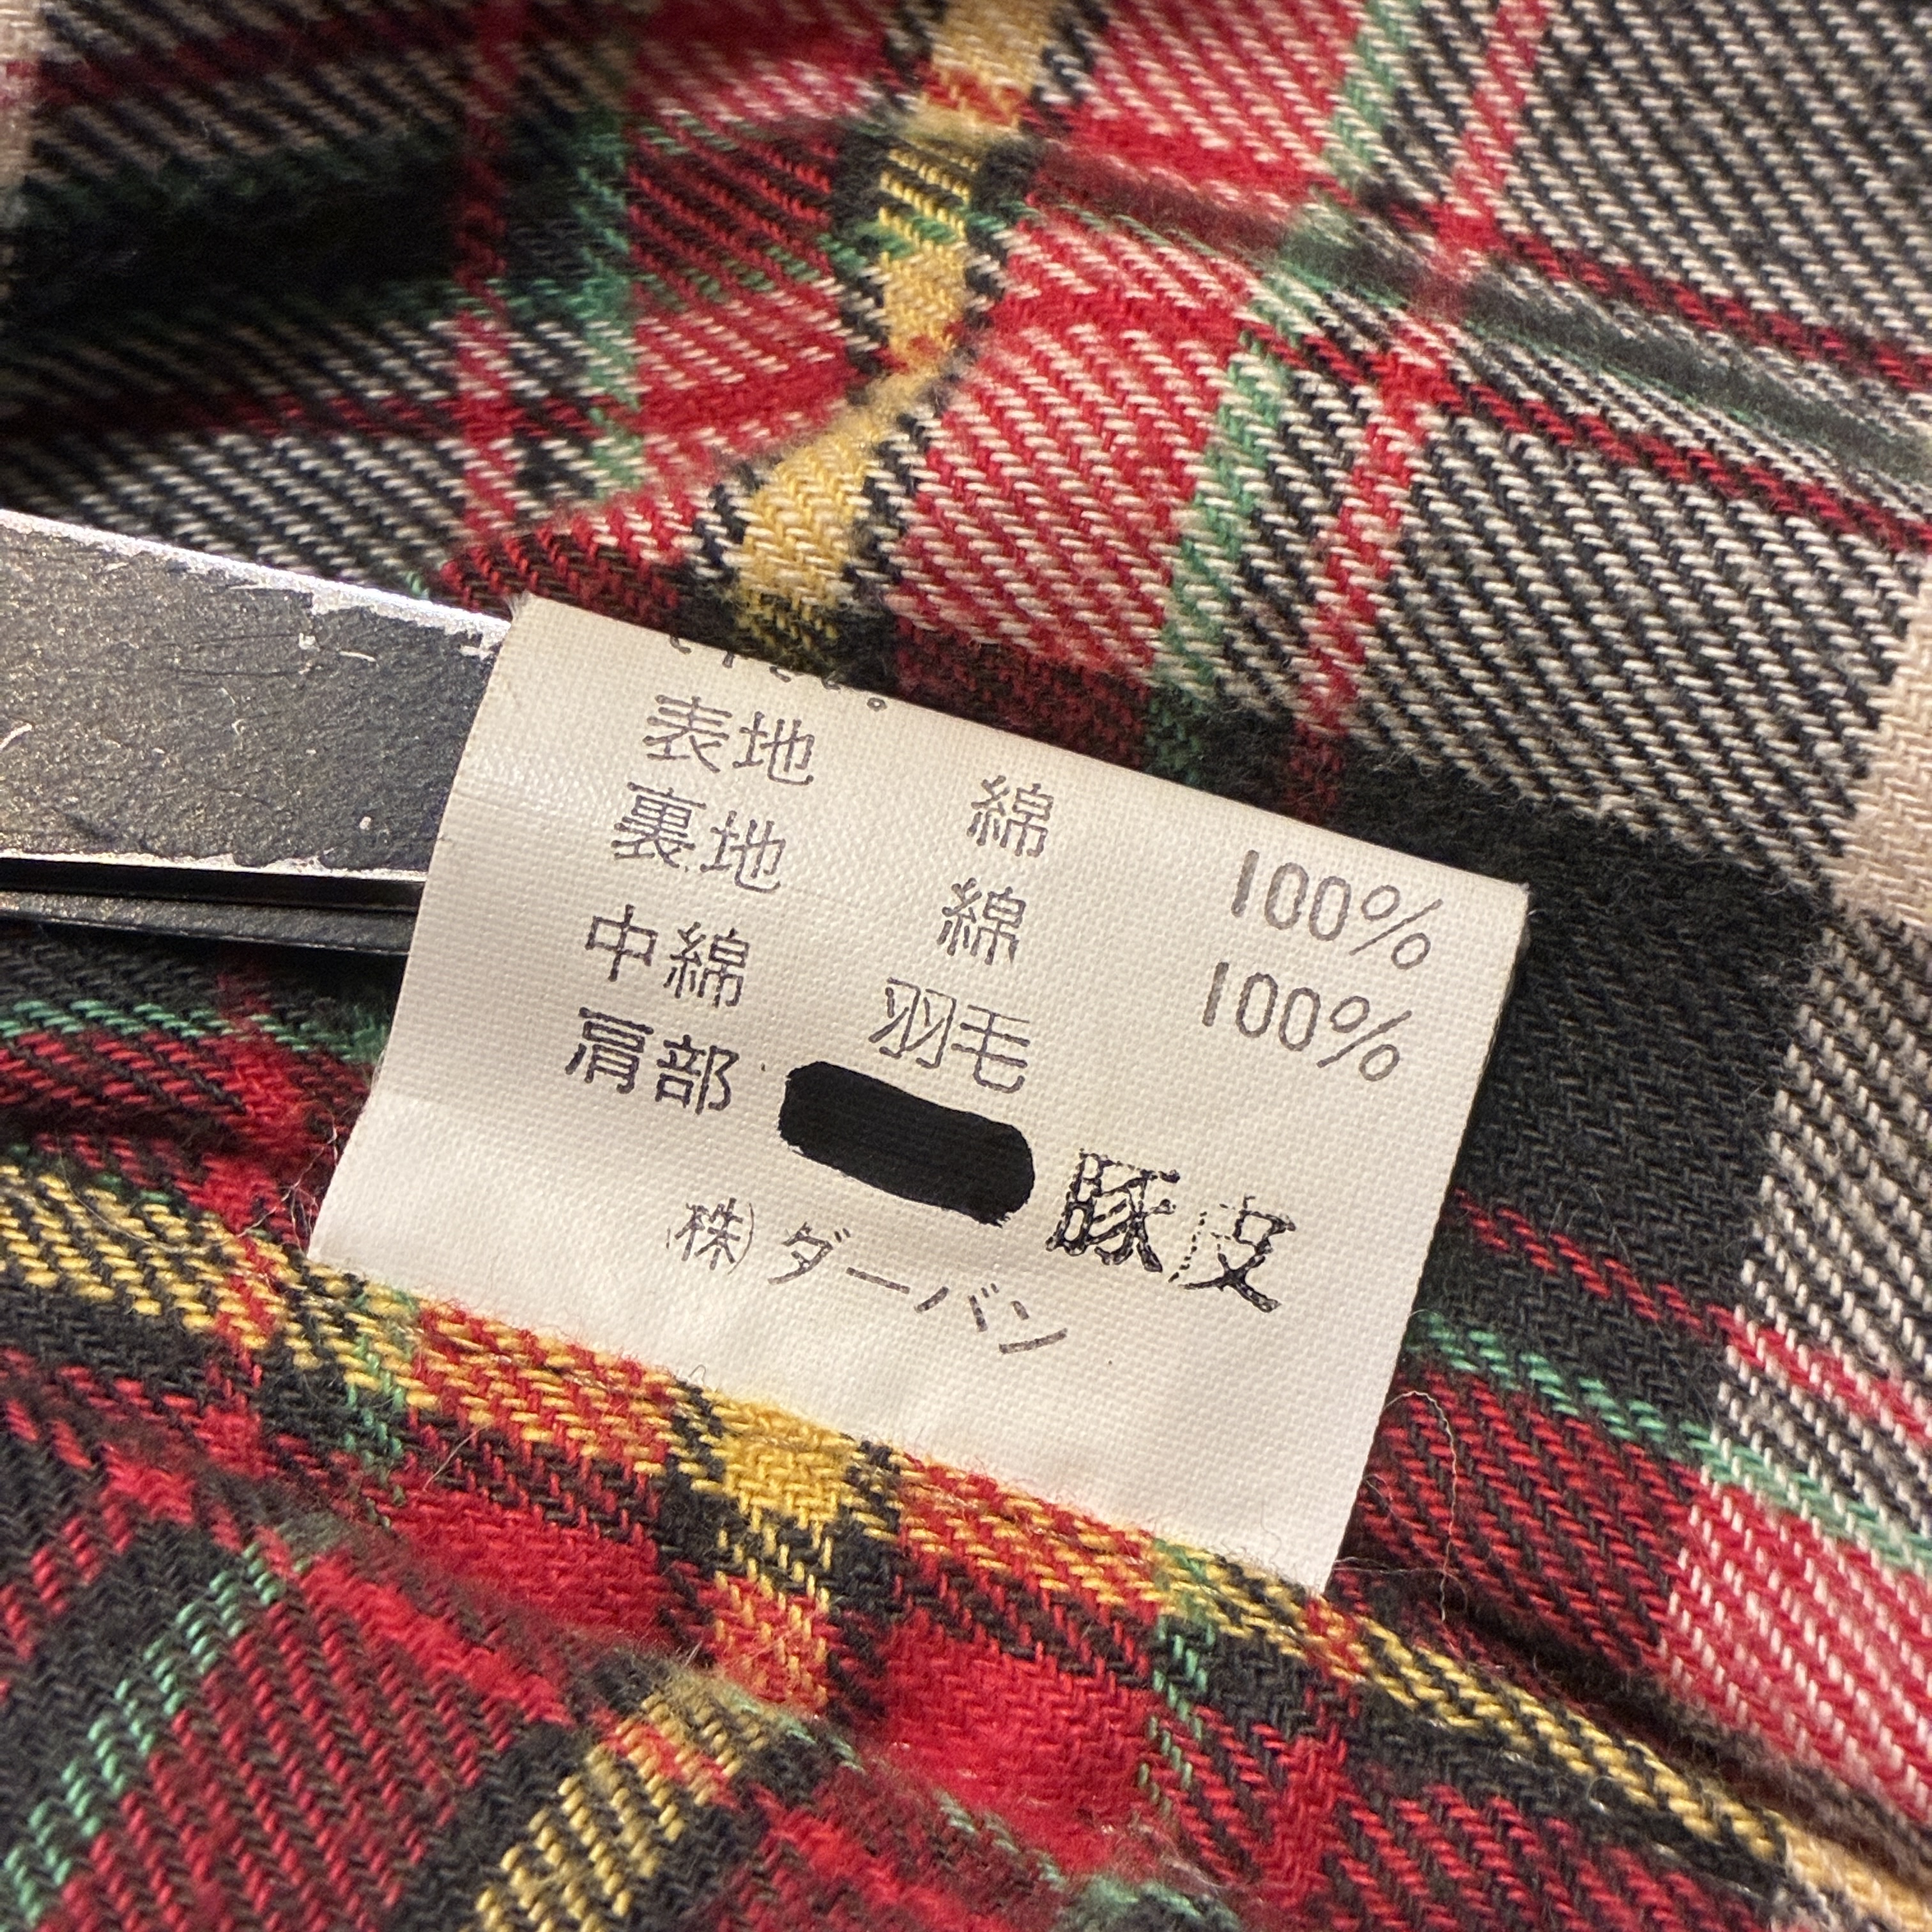 表地 綿 100%
裏地 綿 100%
中綿 羽毛
肩部 豚皮
㈱ダーバン